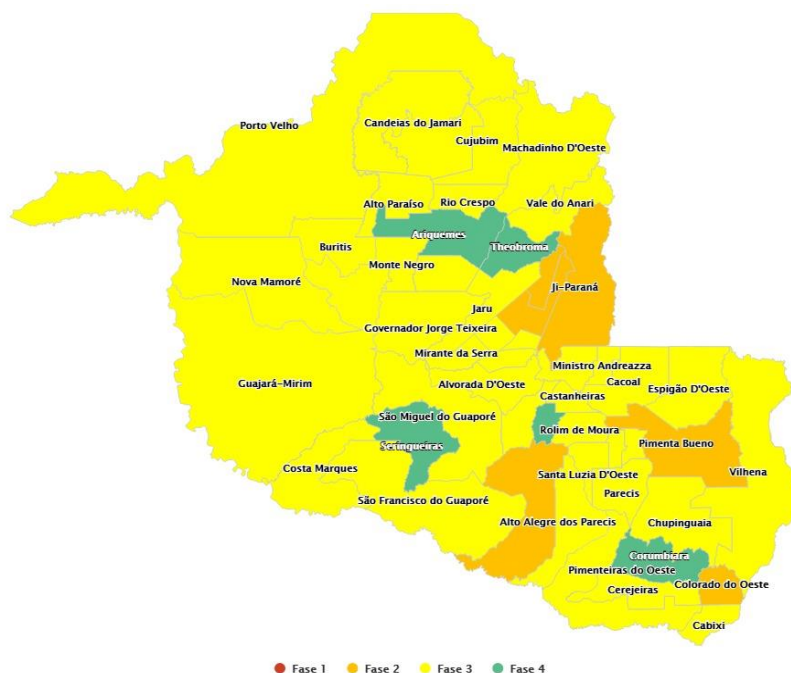 Porto Velho
Candeias do Jamari
Cujubim
Machadinho D'Oeste
Alto Paraíso
Rio Crespo
Vale do Anari
Ariquemes
Theobroma
Buritis
Monte Negro
Nova Mamoré
Ji-Paraná
Jaru
Governador Jorge Teixeira
Mirante da Serra
Ministro Andreazza
Guajará-Mirim
Alvorada D'Oeste
Cacoal
Espigão D'Oeste
Castanheiras
São Miguel do Guaporé
Rolim de Moura
Seringueiras
Pimenta Bueno
Costa Marques
Santa Luzia D'Oeste
Vilhena
São Francisco do Guaporé
Parecis
Alto Alegre dos Parecis
Chupinguaia
Corumbiara
Pimenteiras do Oeste
Colorado do Oeste
Cerejeiras
Cabixi
Fase 1 Fase 2 Fase 3 Fase 4